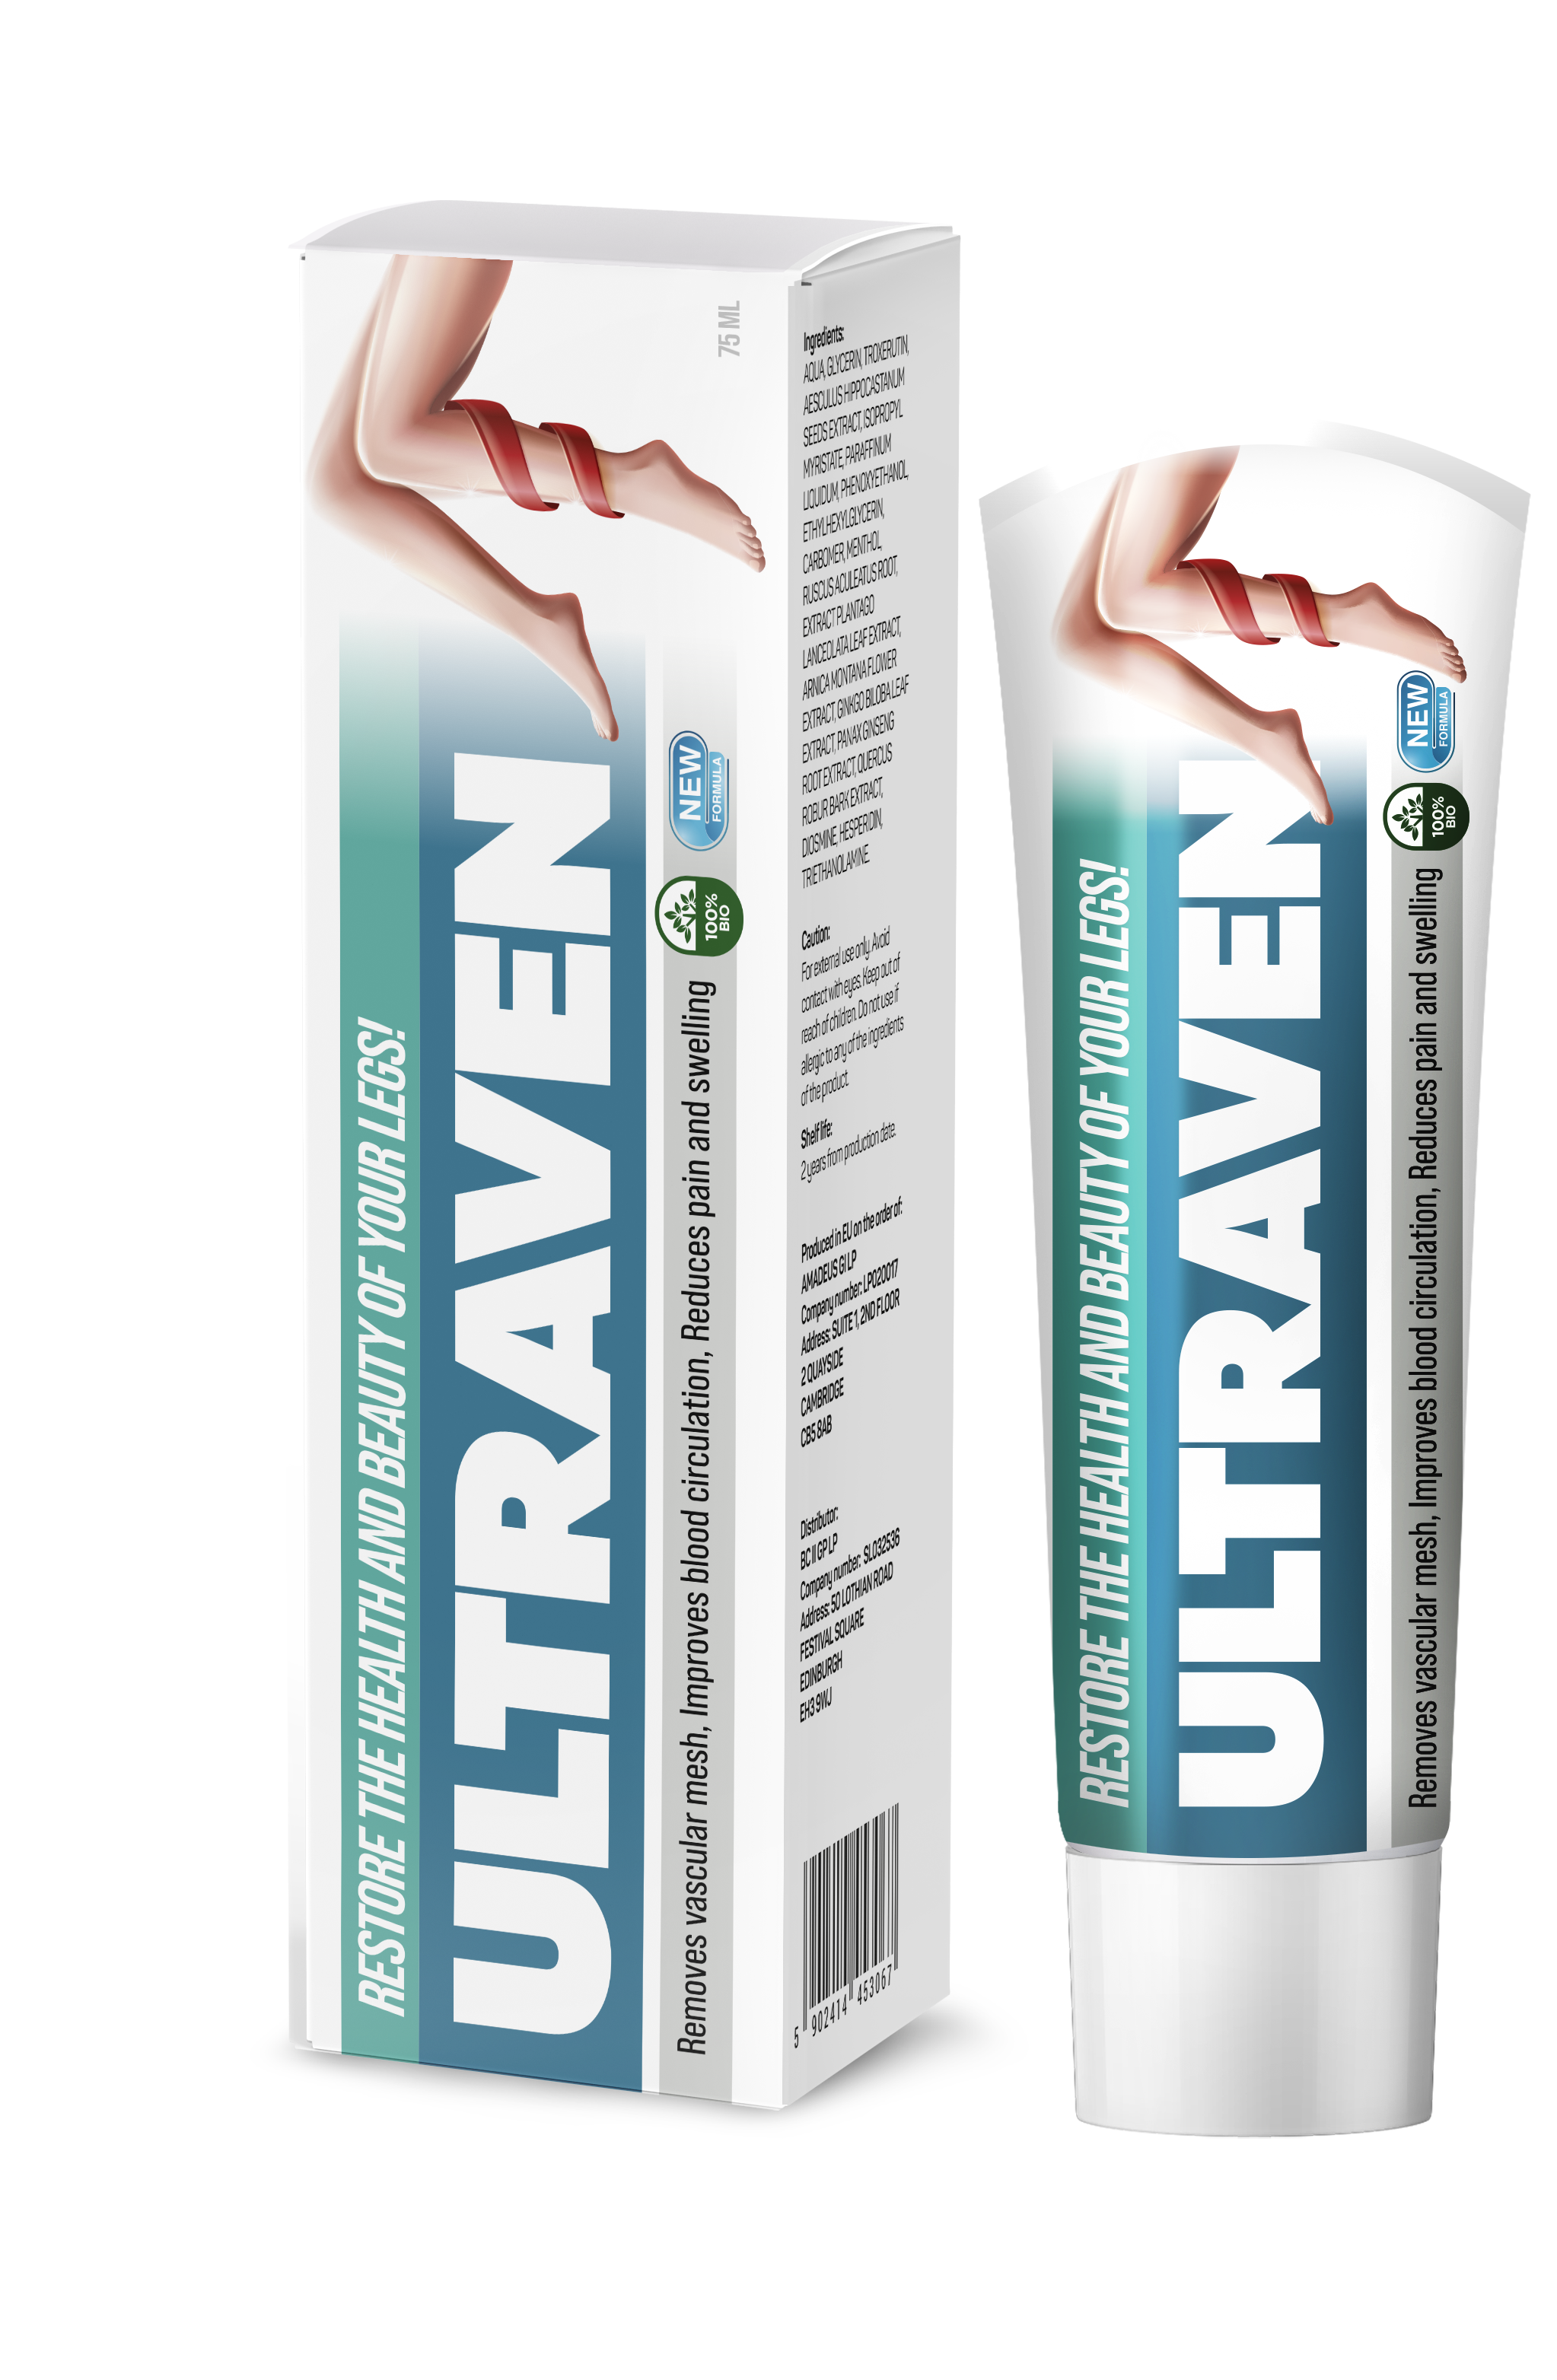 75 ML
RESTORE THE HEALTH AND BEAUTY OF YOUR LEGS!
ULTRAVEN
NEW
FORMULA
100%
BIO
Removes vascular mesh, Improves blood circulation, Reduces pain and swelling
Ingredients:
AQUA, GLYCERIN, TROXERUTIN,
AESCULUS HIPPOCASTANUM
SEEDS EXTRACT, ISOPROPYL
MYRISTATE, PARAFFINUM
LIQUIDUM, PHENOXYETHANOL,
ETHYLHEXYLGLYCERIN,
CARBOMER, MENTHOL,
RUSCUS ACULEATUS ROOT,
EXTRACT PLANTAGO
LANCEOLATA LEAF EXTRACT,
ARNICA MONTANA FLOWER
EXTRACT, GINKGO BILOBA LEAF
EXTRACT, PANAX GINSENG
ROOT EXTRACT, QUERCUS
ROBUR BARK EXTRACT,
DIOSMINE, HESPERIDIN,
TRIETHANOLAMINE.
Caution:
For external use only. Avoid
contact with eyes. Keep out of
reach of children. Do not use if
allergic to any of the ingredients
of the product.
Shelf life:
2 years from production date.
Produced in EU on the order of:
AMADEUS GI LP
Company number: LP020017
Address: SUITE 1, 2ND FLOOR
2 QUAYSIDE
CAMBRIDGE
CB5 8AB
Distributor:
BC II GP LP
Company number: SL032536
Address: 50 LOTHIAN ROAD
FESTIVAL SQUARE
EDINBURGH
EH3 9WJ
5 902414 453067
RESTORE THE HEALTH AND BEAUTY OF YOUR LEGS!
ULTRAVEN
NEW
FORMULA
100%
BIO
Removes vascular mesh, Improves blood circulation, Reduces pain and swelling